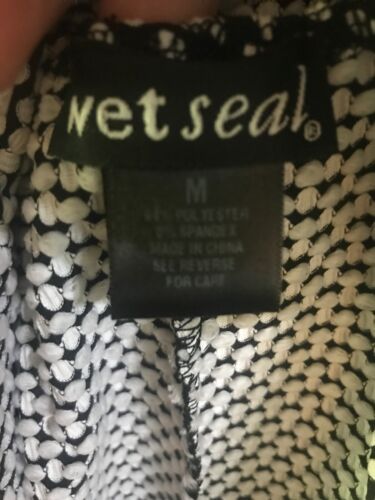 wet seal®
M
POLYESTER
SPANDEX
MADE IN CHINA
SEE REVERSE
FOR CARE